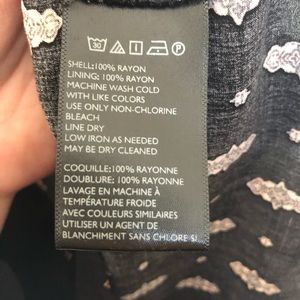 30 P
SHELL:100% RAYON
LINING: 100% RAYON
MACHINE WASH COLD
WITH LIKE COLORS
USE ONLY NON-CHLORINE
BLEACH
LINE DRY
LOW IRON AS NEEDED
MAY BE DRY CLEANED
COQUILLE:100% RAYONNE
DOUBLURE: 100% RAYONNE
LAVAGE EN MACHINE À
TEMPÉRATURE FROIDE
AVEC COULEURS SIMILAIRES
UTILISER UN AGENT DE
BLANCHIMENT SANS CHLORE SI